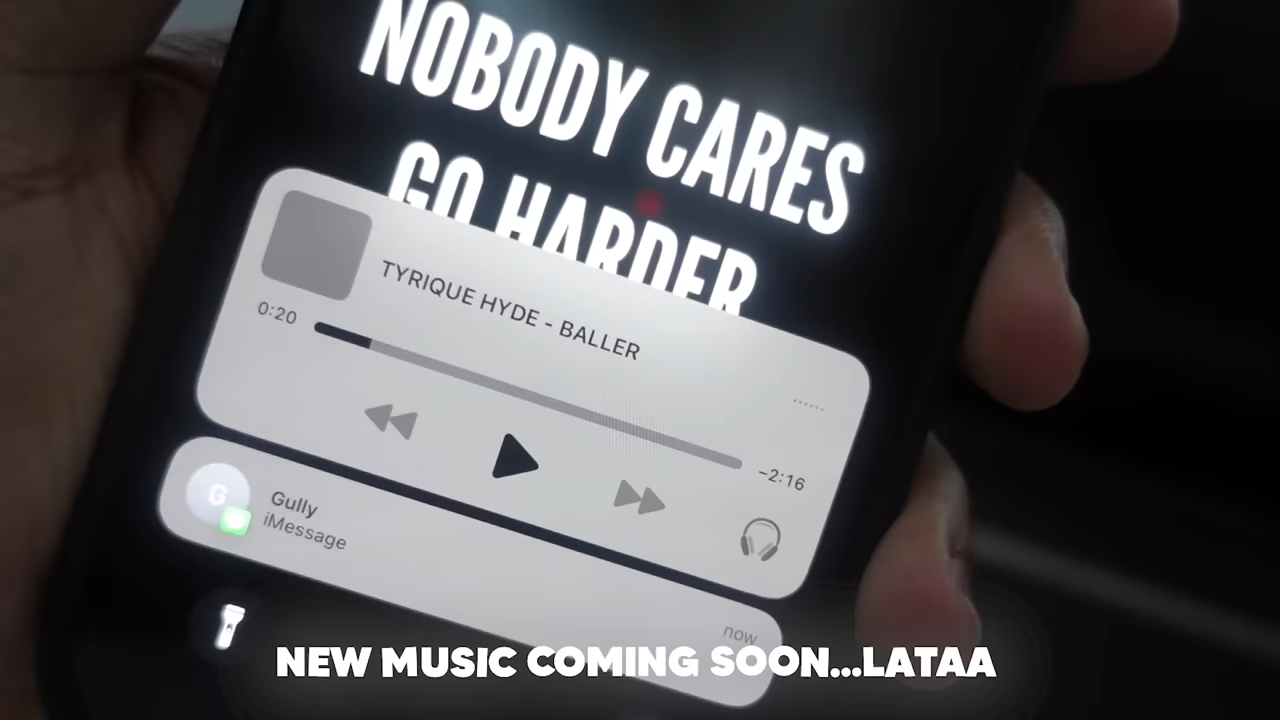 NOBODY CARES
GO HARDER
TYRIQUE HYDE - BALLER
0:20
-2:16
G
Gully
iMessage
now
NEW MUSIC COMING SOON...LATAA